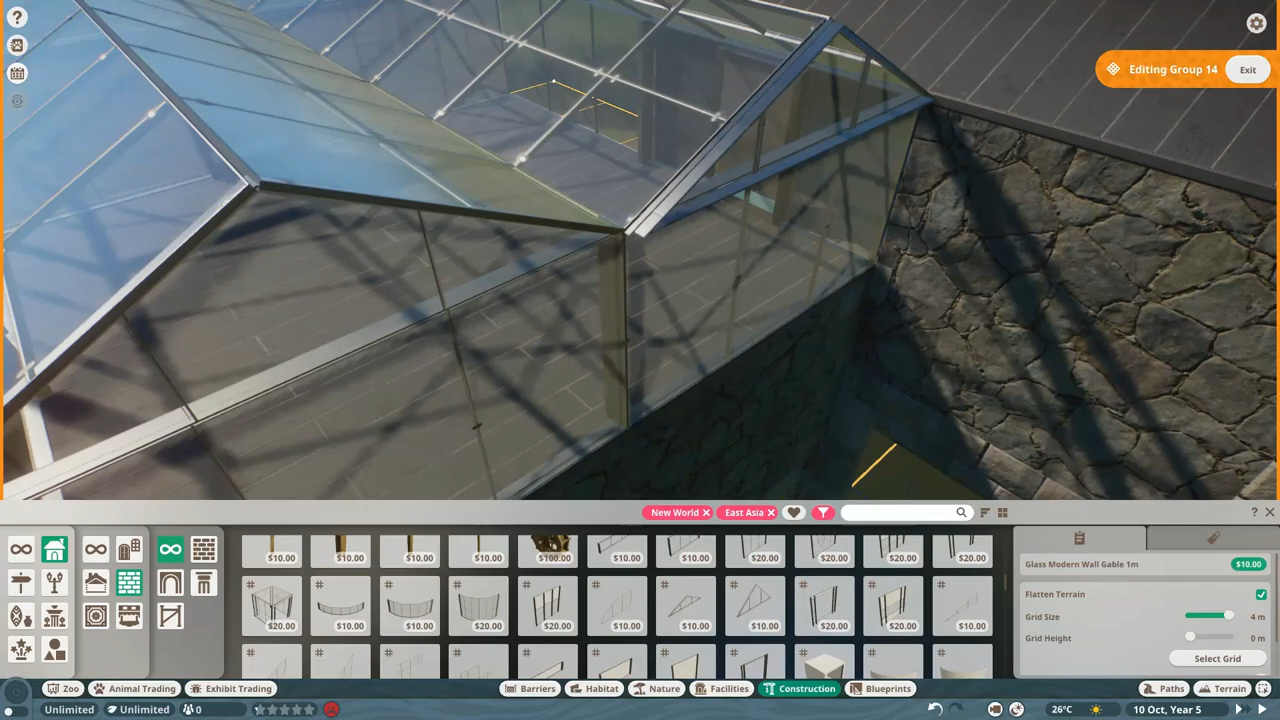 ?
Editing Group 14
Exit
New World ×
East Asia ×
? ×
$10.00 $10.00 $10.00 $10.00 $100.00 $10.00 $10.00 $20.00 $20.00 $20.00 $10.00
$20.00 $10.00 $10.00 $10.00 $20.00 $10.00 $10.00 $10.00 $20.00 $20.00 $10.00
Glass Modern Wall Gable 1m
$10.00
Flatten Terrain
Grid Size 4 m
Grid Height 0 m
Select Grid
Zoo
Animal Trading
Exhibit Trading
Barriers
Habitat
Nature
Facilities
Construction
Blueprints
Paths
Terrain
Unlimited
Unlimited
0
26°C
10 Oct, Year 5